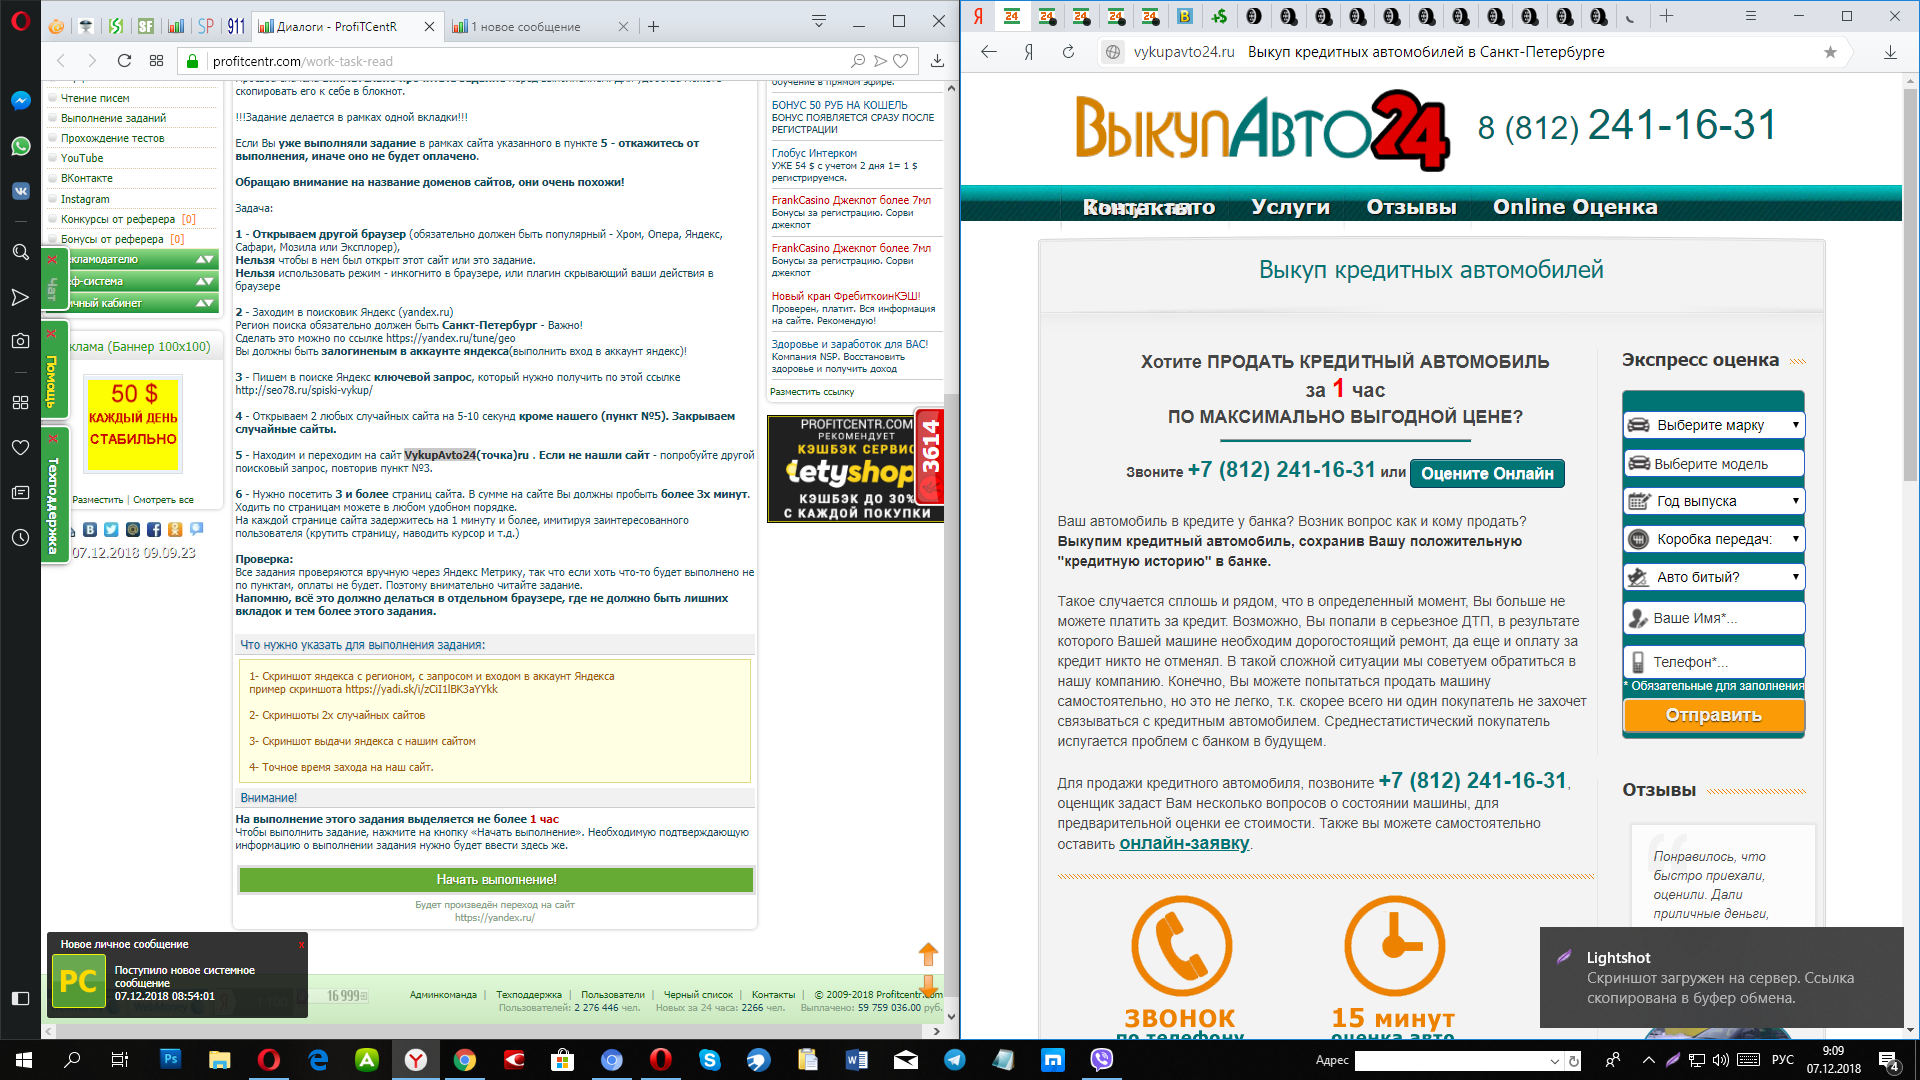 Диалоги - ProfiTCentR
1 новое сообщение
profitcentr.com/work-task-read
Чтение писем
Выполнение заданий
Прохождение тестов
YouTube
ВКонтакте
Instagram
Конкурсы от реферера [0]
Бонусы от реферера [0]
Чат
Помощь
Техподдержка
клама (Баннер 100x100)
50 $
КАЖДЫЙ ДЕНЬ
СТАБИЛЬНО
Разместить | Смотреть все
07.12.2018 09.09.23
скопировать его к себе в блокнот.
!!!Задание делается в рамках одной вкладки!!!
Если Вы уже выполняли задание в рамках сайта указанного в пункте 5 - откажитесь от
выполнения, иначе оно не будет оплачено.
Обращаю внимание на название доменов сайтов, они очень похожи!
Задача:
1 - Открываем другой браузер (обязательно должен быть популярный - Хром, Опера, Яндекс,
Сафари, Мозила или Эксплорер),
Нельзя чтобы в нем был открыт этот сайт или это задание.
Нельзя использовать режим - инкогнито в браузере, или плагин скрывающий ваши действия в
браузере
2 - Заходим в поисковик Яндекс (yandex.ru)
Регион поиска обязательно должен быть Санкт-Петербург - Важно!
Сделать это можно по ссылке https://yandex.ru/tune/geo
Вы должны быть залогиненым в аккаунте яндекса(выполнить вход в аккаунт яндекс)!
3 - Пишем в поиске Яндекс ключевой запрос, который нужно получить по этой ссылке
http://seo78.ru/spiski-vykup/
4 - Открываем 2 любых случайных сайта на 5-10 секунд кроме нашего (пункт №5). Закрываем
случайные сайты.
5 - Находим и переходим на сайт VykupAvto24(точка)ru . Если не нашли сайт - попробуйте другой
поисковый запрос, повторив пункт №3.
6 - Нужно посетить 3 и более страниц сайта. В сумме на сайте Вы должны пробыть более 3х минут.
Ходить по страницам можете в любом удобном порядке.
На каждой странице сайта задержитесь на 1 минуту и более, имитируя заинтересованного
пользователя (крутить страницу, наводить курсор и т.д.)
Проверка:
Все задания проверяются вручную через Яндекс Метрику, так что если хоть что-то будет выполнено не
по пунктам, оплаты не будет. Поэтому внимательно читайте задание.
Напомню, всё это должно делаться в отдельном браузере, где не должно быть лишних
вкладок и тем более этого задания.
Что нужно указать для выполнения задания:
1- Скриншот яндекса с регионом, с запросом и входом в аккаунт Яндекса
пример скриншота https://yadi.sk/i/zCiI1lBK3aYYkk
2- Скриншоты 2х случайных сайтов
3- Скриншот выдачи яндекса с нашим сайтом
4- Точное время захода на наш сайт.
Внимание!
На выполнение этого задания выделяется не более 1 час
Чтобы выполнить задание, нажмите на кнопку «Начать выполнение». Необходимую подтверждающую
информацию о выполнении задания нужно будет ввести здесь же.
Начать выполнение!
Будет произведён переход на сайт
https://yandex.ru/
обучение в прямом эфире.
БОНУС 50 РУБ НА КОШЕЛЬ
БОНУС ПОЯВЛЯЕТСЯ СРАЗУ ПОСЛЕ
РЕГИСТРАЦИИ
Глобус Интерком
УЖЕ 54 $ с учетом 2 дня 1= 1 $
регистрируемся.
FrankCasino Джекпот более 7мл
Бонусы за регистрацию. Сорви
джекпот
FrankCasino Джекпот более 7мл
Бонусы за регистрацию. Сорви
джекпот
Новый кран ФребиткоинКЭШ!
Проверен, платит. Вся информация
на сайте. Рекомендую!
Здоровье и заработок для ВАС!
Компания NSP. Восстановить
здоровье и получить доход
Разместить ссылку
PROFITCENTR.COM
РЕКОМЕНДУЕТ
КЭШБЭК СЕРВИС
letyshop
КЭШБЭК ДО 30%
С КАЖДОЙ ПОКУПКИ
3614
Новое личное сообщение x
PC
Поступило новое системное
сообщение
07.12.2018 08:54:01
16 999
Админкоманда | Техподдержка | Пользователи | Черный список | Контакты | © 2009-2018 Profitcentr.com
Пользователей: 2 276 446 чел. Новых за 24 часа: 2266 чел. Выплачено: 59 759 036.00 руб.
vykupavto24.ru Выкуп кредитных автомобилей в Санкт-Петербурге
ВыкупАвто24
8 (812) 241-16-31
Контакты
Услуги
Отзывы
Online Оценка
Выкуп кредитных автомобилей
Хотите ПРОДАТЬ КРЕДИТНЫЙ АВТОМОБИЛЬ
за 1 час
ПО МАКСИМАЛЬНО ВЫГОДНОЙ ЦЕНЕ?
Звоните +7 (812) 241-16-31 или Оцените Онлайн
Ваш автомобиль в кредите у банка? Возник вопрос как и кому продать?
Выкупим кредитный автомобиль, сохранив Вашу положительную
"кредитную историю" в банке.
Такое случается сплошь и рядом, что в определенный момент, Вы больше не
можете платить за кредит. Возможно, Вы попали в серьезное ДТП, в результате
которого Вашей машине необходим дорогостоящий ремонт, да еще и оплату за
кредит никто не отменял. В такой сложной ситуации мы советуем обратиться в
нашу компанию. Конечно, Вы можете попытаться продать машину
самостоятельно, но это не легко, т.к. скорее всего ни один покупатель не захочет
связываться с кредитным автомобилем. Среднестатистический покупатель
испугается проблем с банком в будущем.
Для продажи кредитного автомобиля, позвоните +7 (812) 241-16-31,
оценщик задаст Вам несколько вопросов о состоянии машины, для
предварительной оценки ее стоимости. Также вы можете самостоятельно
оставить онлайн-заявку.
ЗВОНОК
по телефону
15 минут
оценка авто
Экспресс оценка
Выберите марку
Выберите модель
Год выпуска
Коробка передач:
Авто битый?
Ваше Имя*...
Телефон*...
* Обязательные для заполнения
Отправить
Отзывы
Понравилось, что
быстро приехали,
оценили. Дали
приличные деньги,
Lightshot
Скриншот загружен на сервер. Ссылка
скопирована в буфер обмена.
Адрес
РУС
9:09
07.12.2018
4